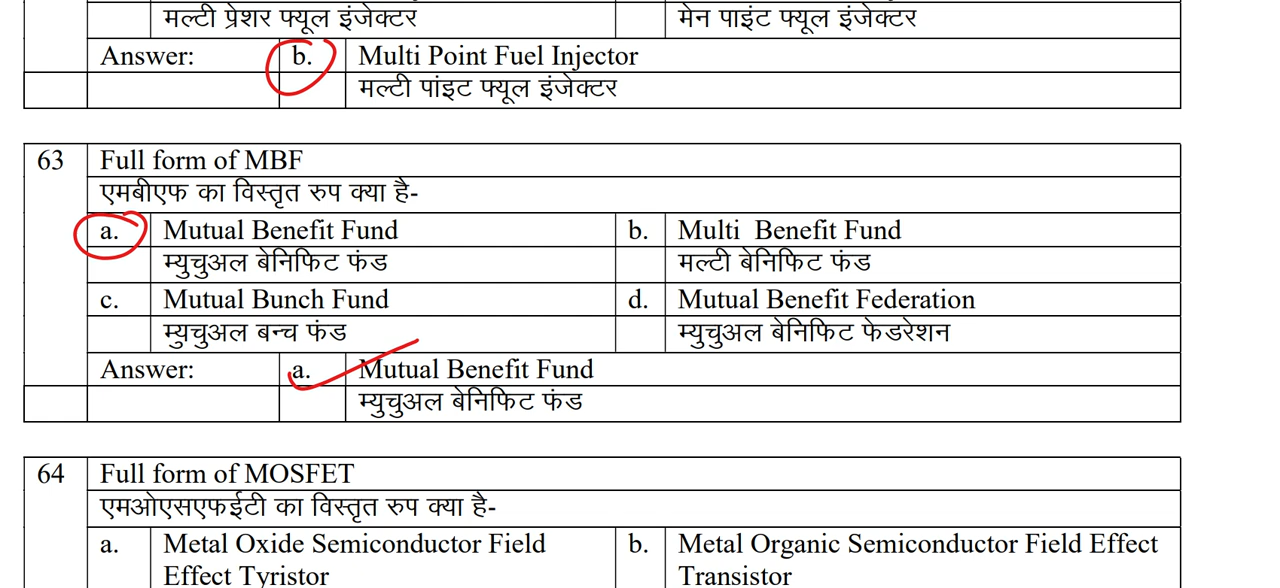 मल्टी प्रेशर फ्यूल इंजेक्टर मेन पाइंट फ्यूल इंजेक्टर
Answer: b. Multi Point Fuel Injector
मल्टी पांइट फ्यूल इंजेक्टर
63 Full form of MBF
एमबीएफ का विस्तृत रुप क्या है-
a. Mutual Benefit Fund b. Multi Benefit Fund
म्युचुअल बेनिफिट फंड मल्टी बेनिफिट फंड
c. Mutual Bunch Fund d. Mutual Benefit Federation
म्युचुअल बन्च फंड म्युचुअल बेनिफिट फेडरेशन
Answer: a. Mutual Benefit Fund
म्युचुअल बेनिफिट फंड
64 Full form of MOSFET
एमओएसएफईटी का विस्तृत रुप क्या है-
a. Metal Oxide Semiconductor Field b. Metal Organic Semiconductor Field Effect
Effect Tyristor Transistor